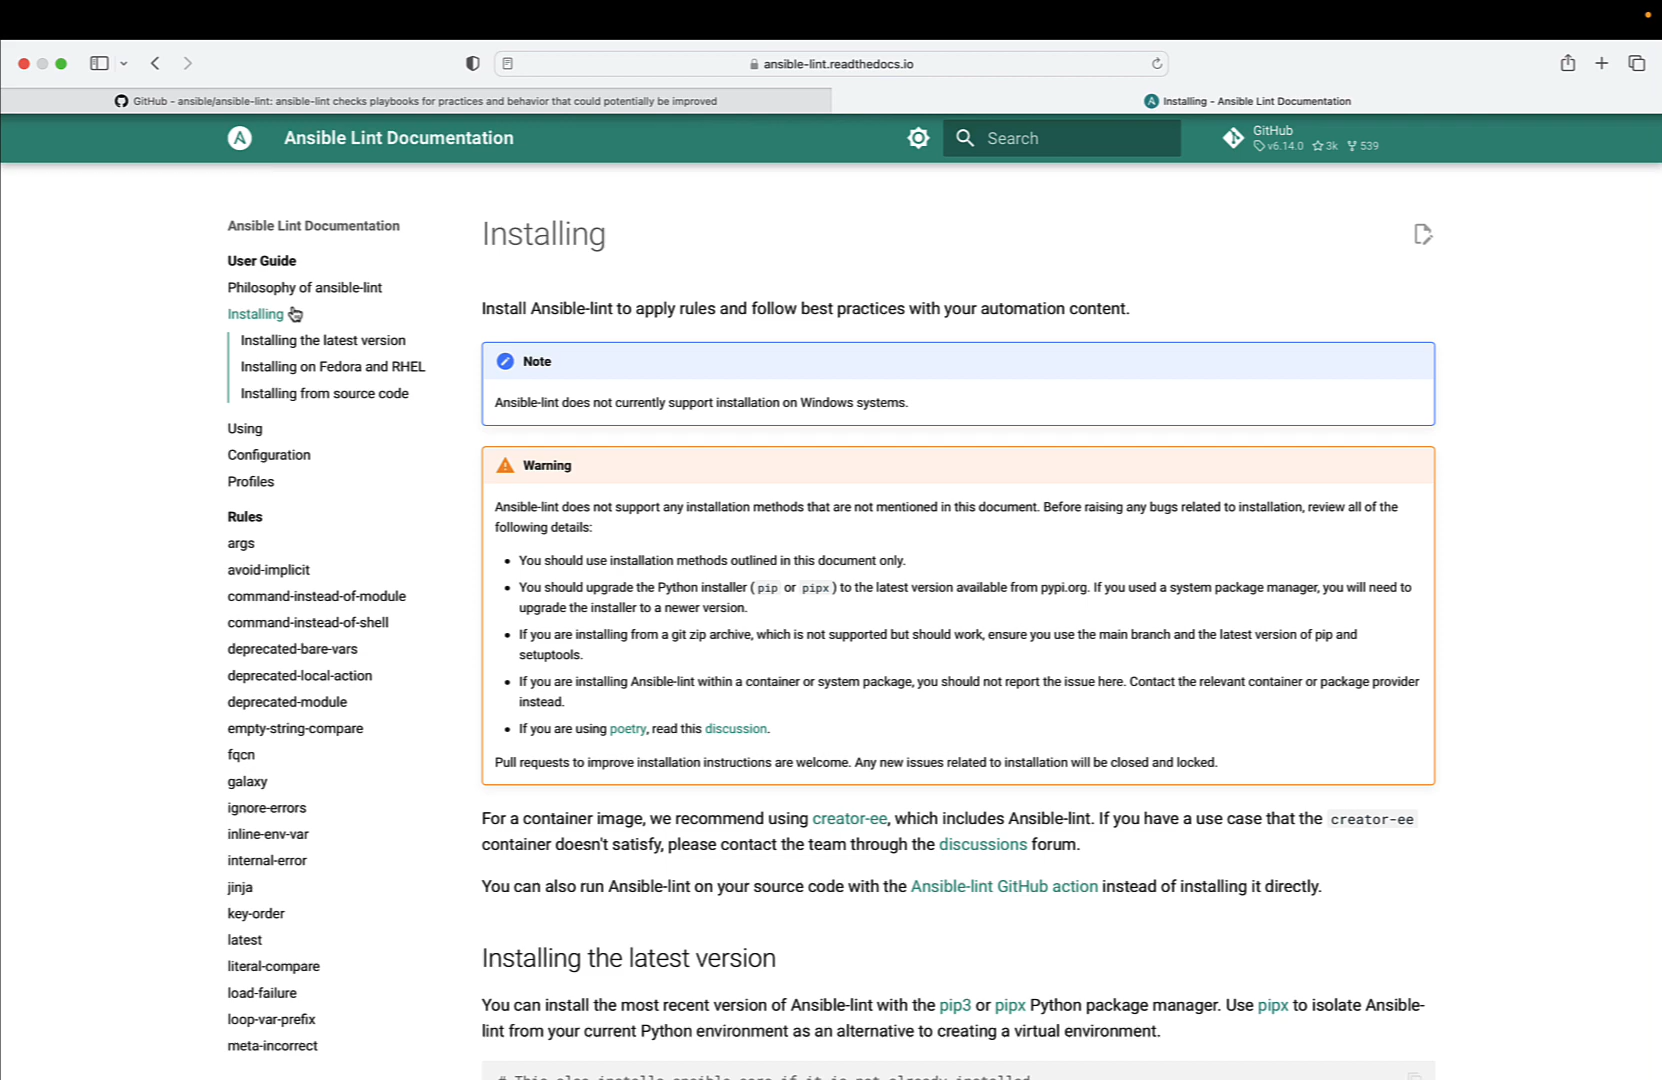 ansible-lint.readthedocs.io
GitHub - ansible/ansible-lint: ansible-lint checks playbooks for practices and behavior that could potentially be improved
Installing - Ansible Lint Documentation
Ansible Lint Documentation
Search
GitHub
v6.14.0 3k 539
Ansible Lint Documentation
User Guide
Philosophy of ansible-lint
Installing
Installing the latest version
Installing on Fedora and RHEL
Installing from source code
Using
Configuration
Profiles
Rules
args
avoid-implicit
command-instead-of-module
command-instead-of-shell
deprecated-bare-vars
deprecated-local-action
deprecated-module
empty-string-compare
fqcn
galaxy
ignore-errors
inline-env-var
internal-error
jinja
key-order
latest
literal-compare
load-failure
loop-var-prefix
meta-incorrect
Installing
Install Ansible-lint to apply rules and follow best practices with your automation content.
Note
Ansible-lint does not currently support installation on Windows systems.
Warning
Ansible-lint does not support any installation methods that are not mentioned in this document. Before raising any bugs related to installation, review all of the
following details:
• You should use installation methods outlined in this document only.
• You should upgrade the Python installer (pip or pipx) to the latest version available from pypi.org. If you used a system package manager, you will need to
upgrade the installer to a newer version.
• If you are installing from a git zip archive, which is not supported but should work, ensure you use the main branch and the latest version of pip and
setuptools.
• If you are installing Ansible-lint within a container or system package, you should not report the issue here. Contact the relevant container or package provider
instead.
• If you are using poetry, read this discussion.
Pull requests to improve installation instructions are welcome. Any new issues related to installation will be closed and locked.
For a container image, we recommend using creator-ee, which includes Ansible-lint. If you have a use case that the creator-ee
container doesn't satisfy, please contact the team through the discussions forum.
You can also run Ansible-lint on your source code with the Ansible-lint GitHub action instead of installing it directly.
Installing the latest version
You can install the most recent version of Ansible-lint with the pip3 or pipx Python package manager. Use pipx to isolate Ansible-
lint from your current Python environment as an alternative to creating a virtual environment.
# This also installs ansible-core if it is not already installed